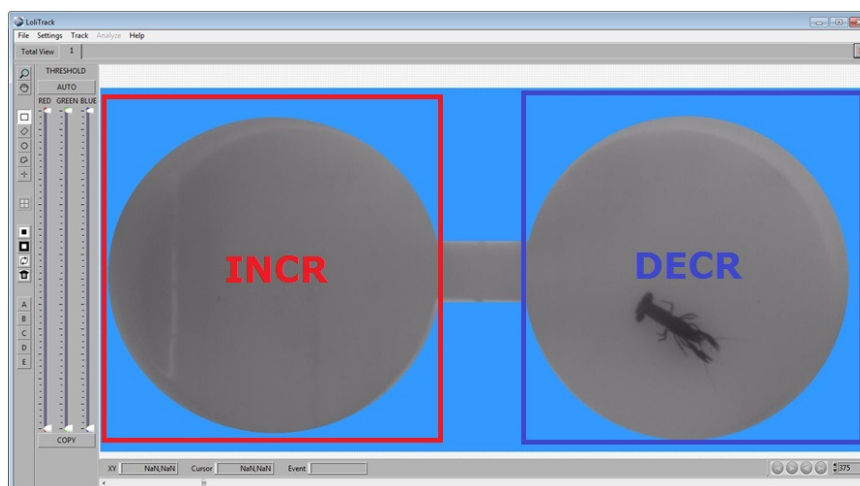 LoliTrack
File Settings Track Analyze Help
Total View 1
THRESHOLD
AUTO
RED GREEN BLUE
INCR
DECR
A
B
C
D
E
COPY
XY NaN,NaN Cursor NaN,NaN Event 375